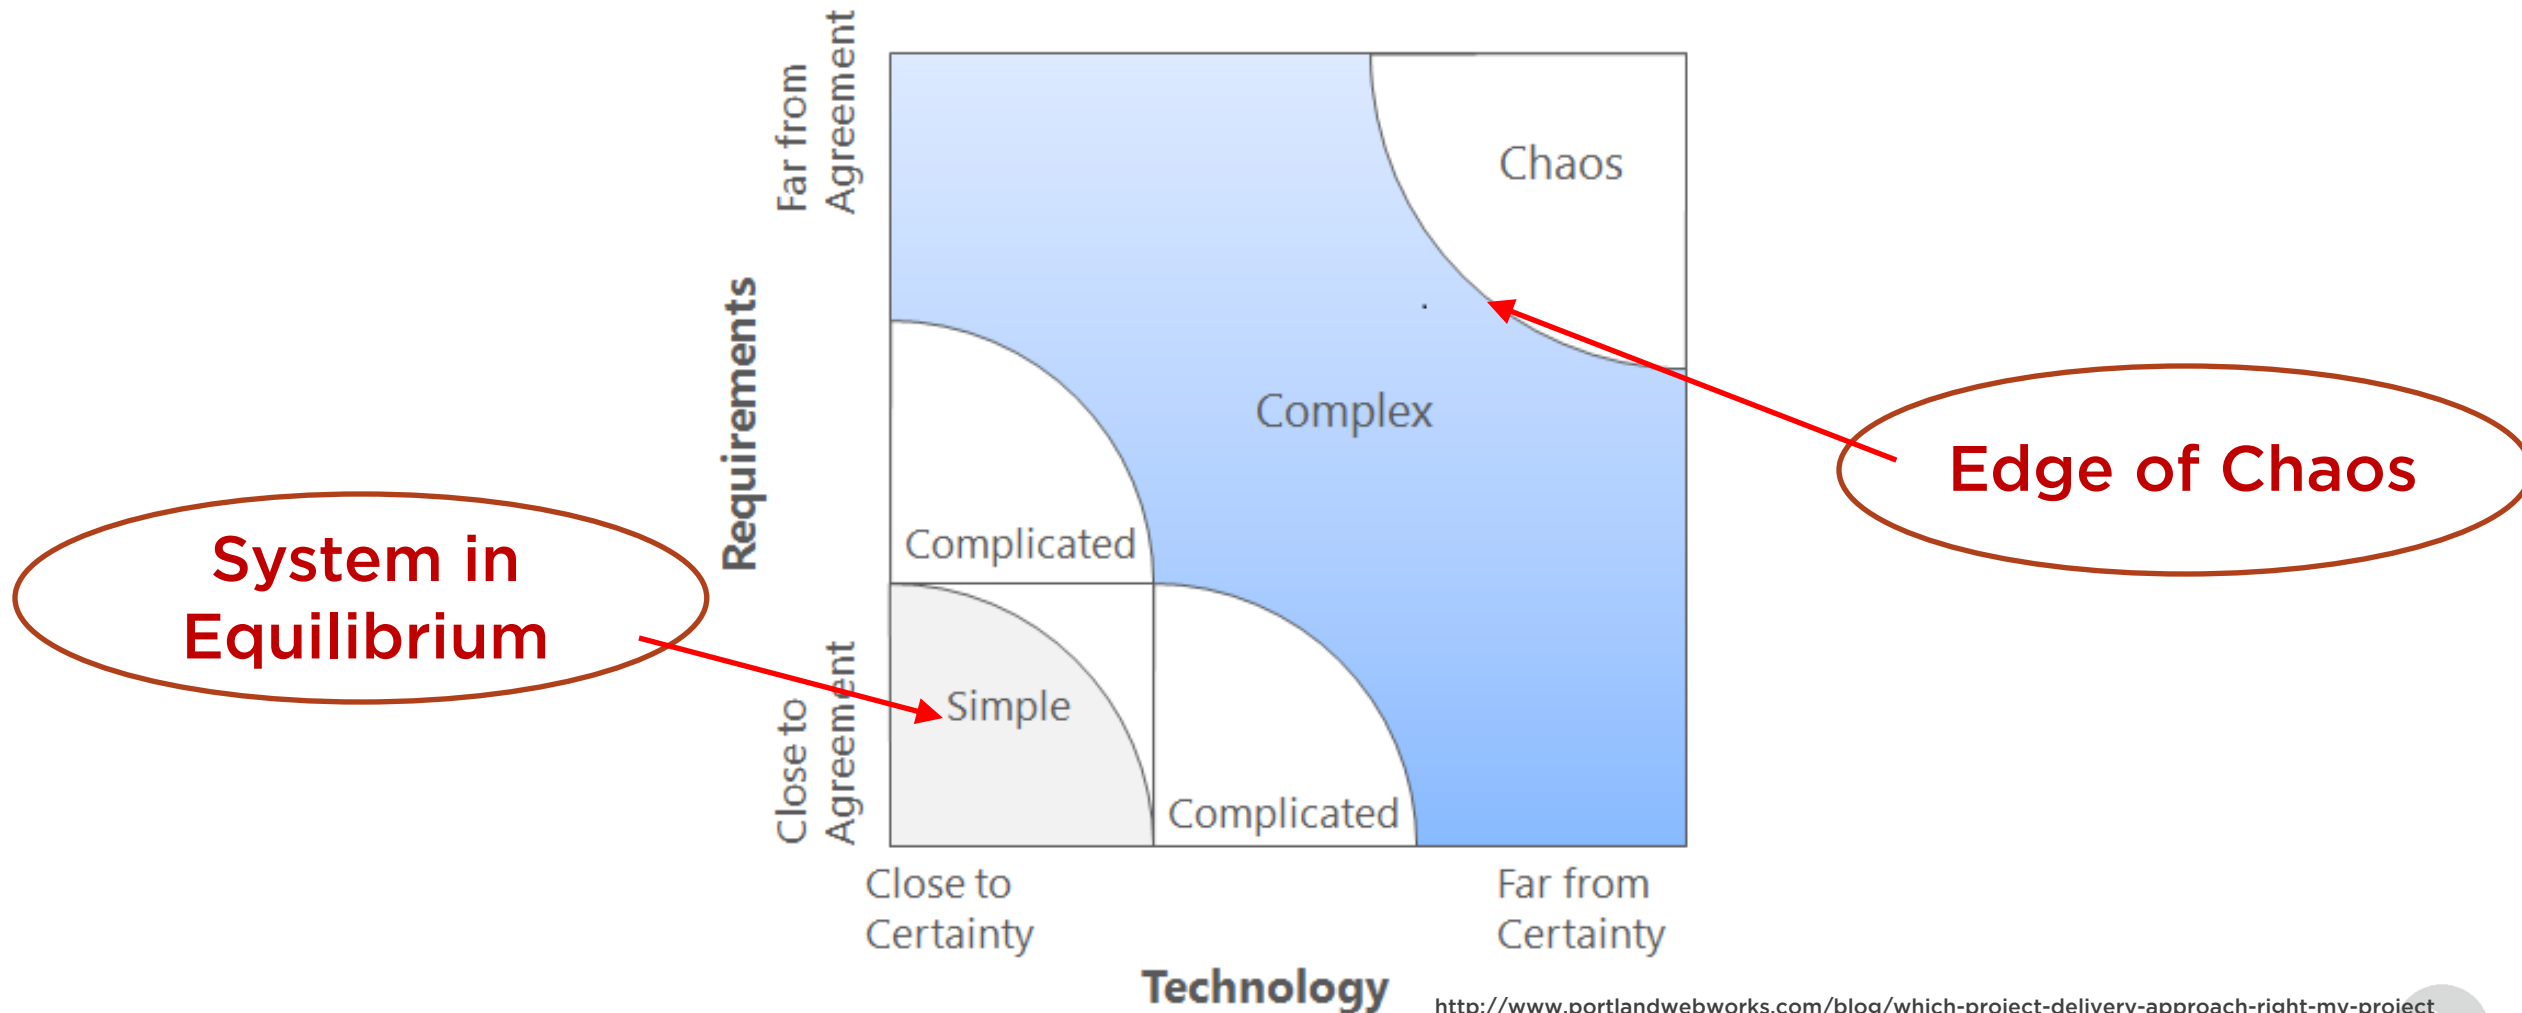 Far from
Agreement
Chaos
Requirements
Complex
Edge of Chaos
System in
Equilibrium
Complicated
Simple
Close to
Agreement
Complicated
Close to
Certainty
Far from
Certainty
Technology
http://www.portlandwebworks.com/blog/which-project-delivery-approach-right-my-project